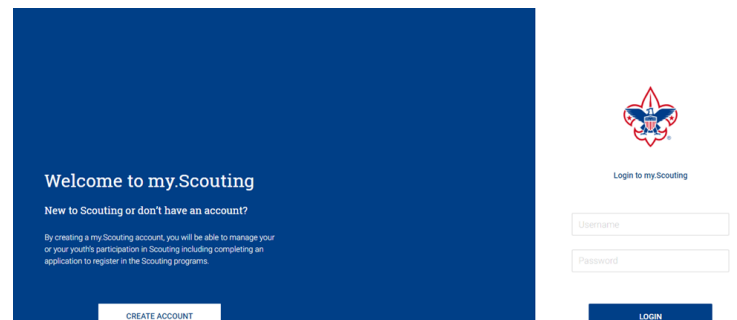 Welcome to my.Scouting
New to Scouting or don't have an account?
By creating a my.Scouting account, you will be able to manage your
or your youth's participation in Scouting including completing an
application to register in the Scouting programs.
CREATE ACCOUNT
®
Login to my.Scouting
Username
Password
LOGIN